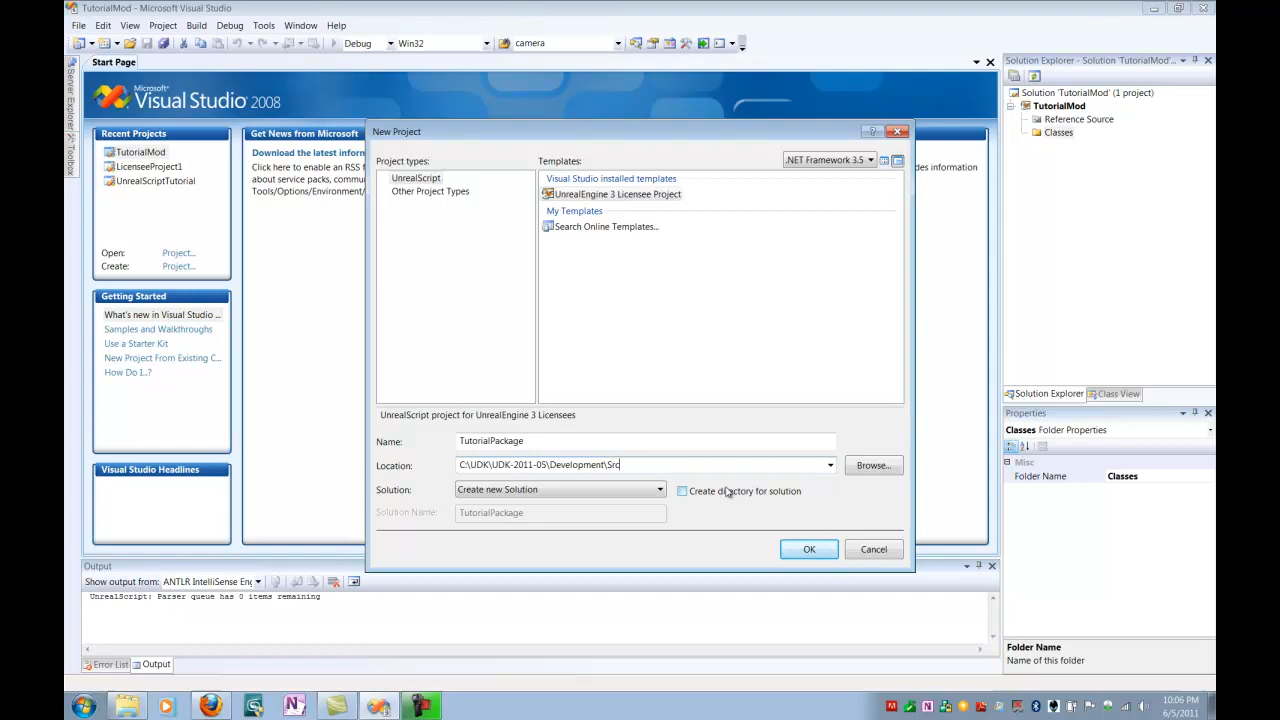 TutorialMod - Microsoft Visual Studio
File Edit View Project Build Debug Tools Window Help
Debug Win32 camera
Server Explorer
Toolbox
Start Page
Microsoft
Visual Studio 2008
Recent Projects
TutorialMod
LicenseeProject1
UnrealScriptTutorial
Open: Project...
Create: Project...
Getting Started
What's new in Visual Studio ...
Samples and Walkthroughs
Use a Starter Kit
New Project From Existing C...
How Do I..?
Visual Studio Headlines
Get News from Microsoft
Download the latest inform
Click here to enable an RSS f
about service packs, commu
Tools/Options/Environment/
des information
New Project
Project types:
UnrealScript
Other Project Types
Templates:
.NET Framework 3.5
Visual Studio installed templates
UnrealEngine 3 Licensee Project
My Templates
Search Online Templates...
UnrealScript project for UnrealEngine 3 Licensees
Name: TutorialPackage
Location: C:\UDK\UDK-2011-05\Development\Src
Browse...
Solution: Create new Solution
Create directory for solution
Solution Name: TutorialPackage
OK Cancel
Solution Explorer - Solution 'TutorialMod'...
Solution 'TutorialMod' (1 project)
TutorialMod
Reference Source
Classes
Solution Explorer Class View
Properties
Classes Folder Properties
Misc
Folder Name Classes
Folder Name
Name of this folder
Output
Show output from: ANTLR IntelliSense Eng
UnrealScript: Parser queue has 0 items remaining
Error List Output
10:06 PM
6/5/2011